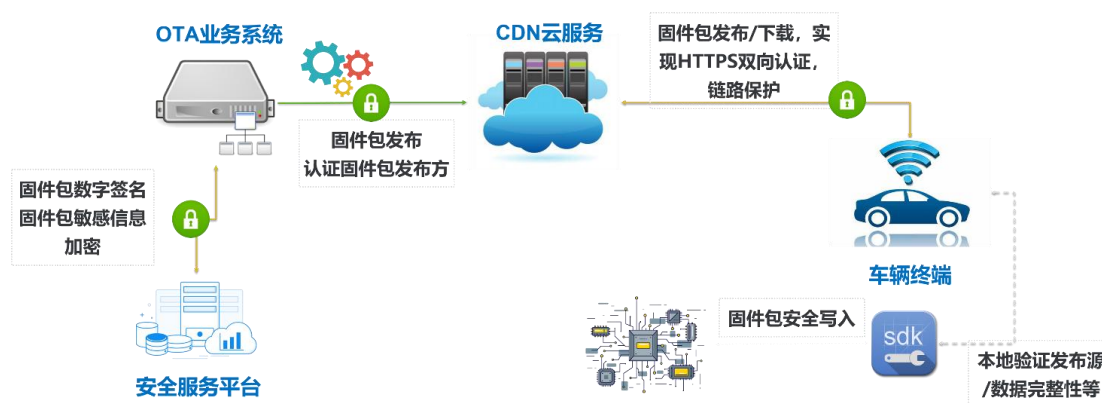 OTA业务系统
CDN云服务
固件包发布/下载，实
现HTTPS双向认证，
链路保护
固件包发布
认证固件包发布方
固件包数字签名
固件包敏感信息
加密
车辆终端
固件包安全写入
sdk
本地验证发布源
/数据完整性等
安全服务平台